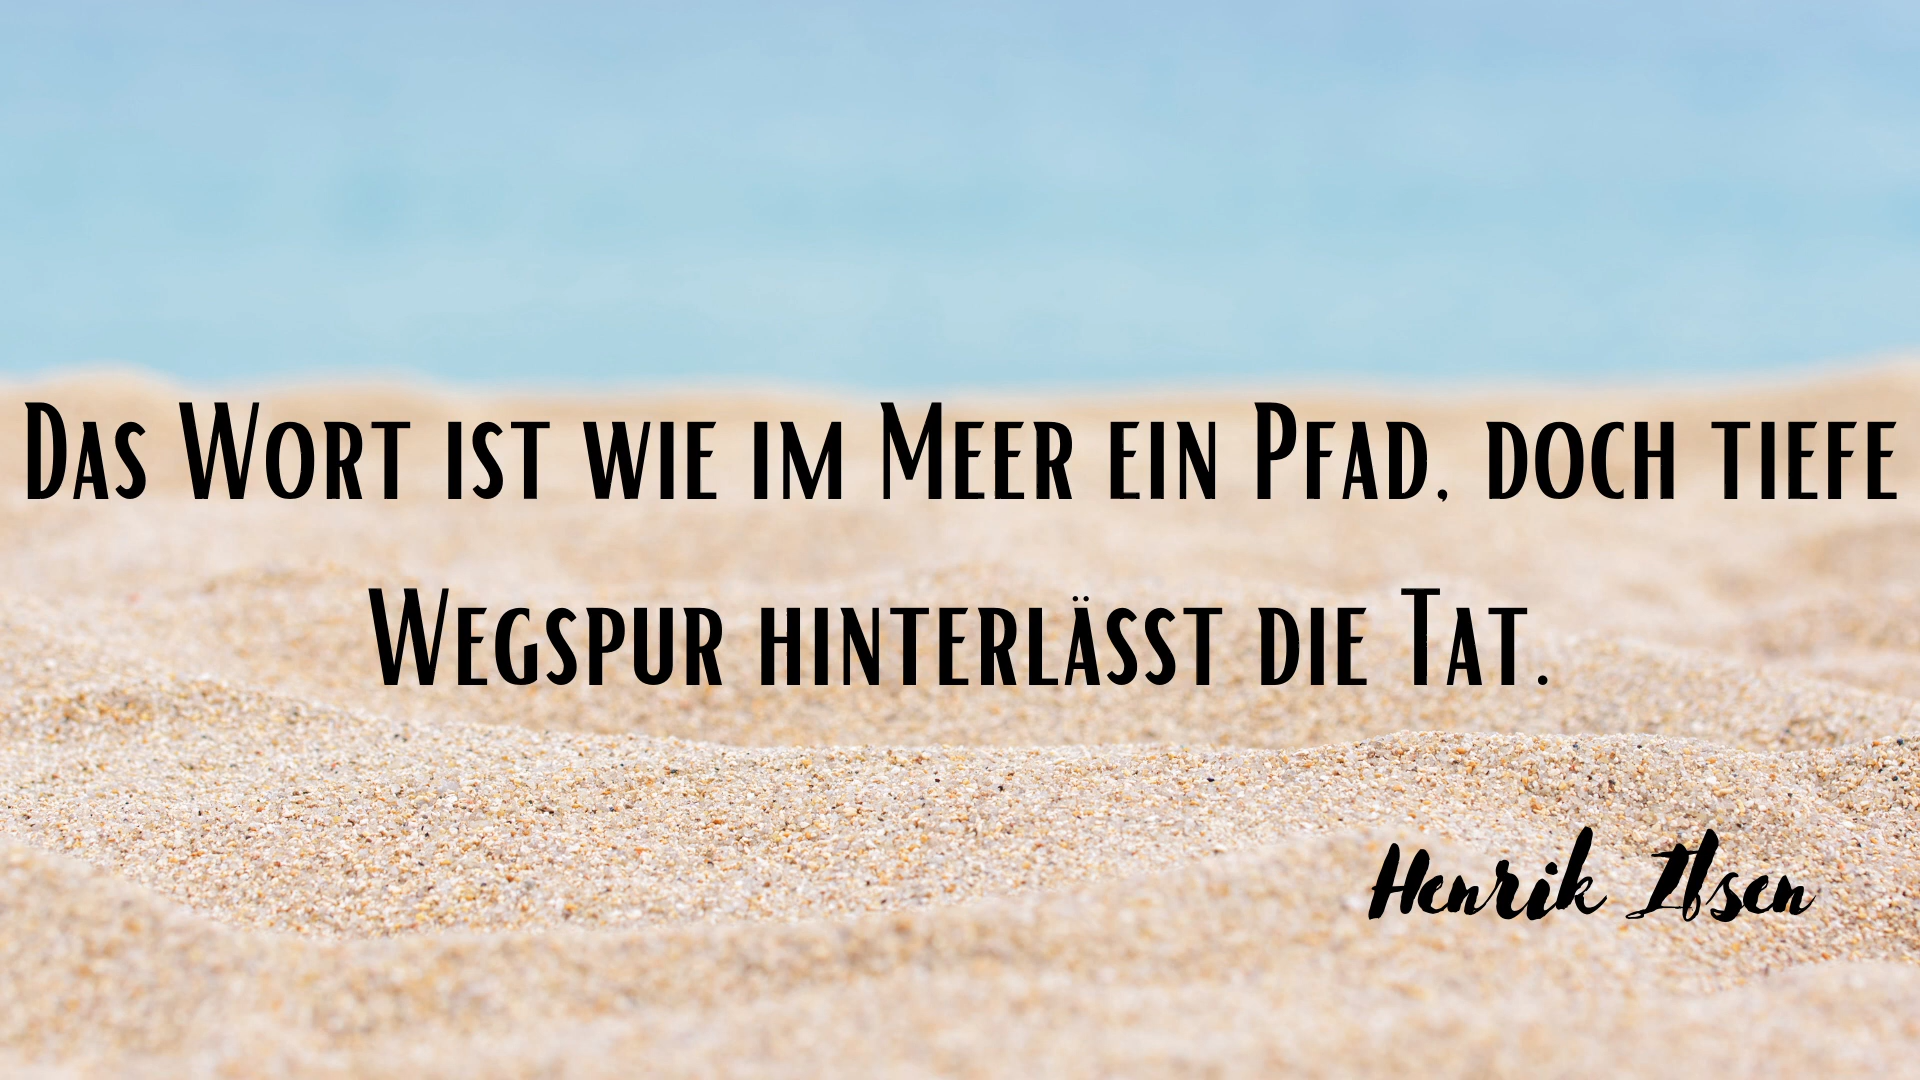 Das Wort ist wie im Meer ein Pfad, doch tiefe
Wegspur hinterlässt die Tat.
Henrik Ibsen